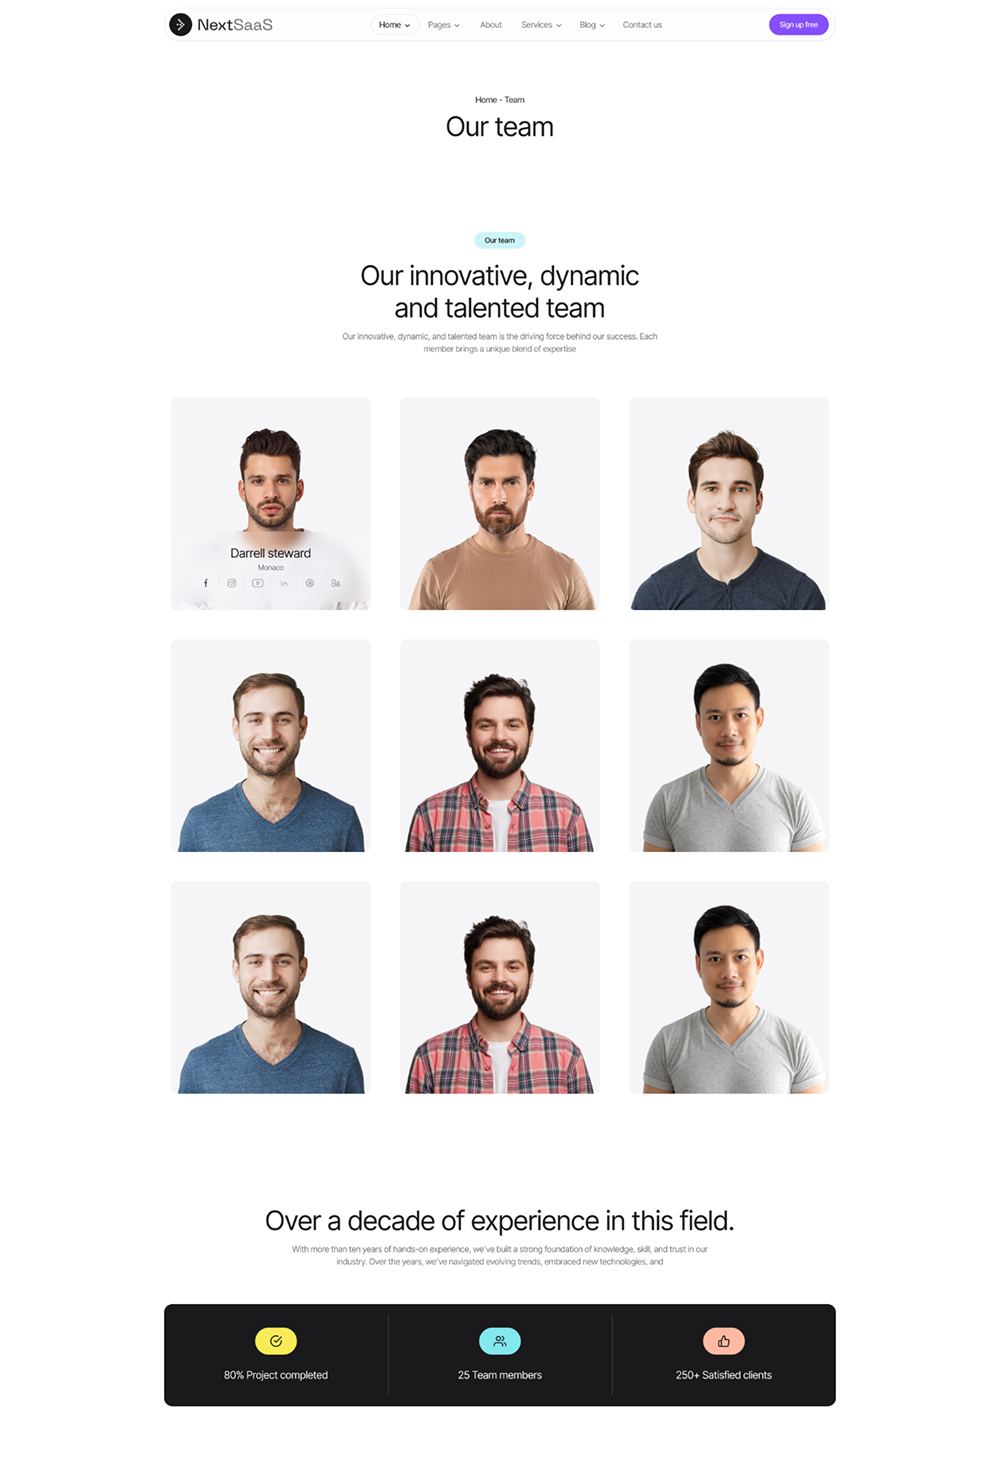 NextSaaS
Home
Pages
About
Services
Blog
Contact us
Sign up free
Home - Team
Our team
Our team
Our innovative, dynamic
and talented team
Our innovative, dynamic, and talented team is the driving force behind our success. Each
member brings a unique blend of expertise
Darrell steward
Monaco
Over a decade of experience in this field.
With more than ten years of hands-on experience, we've built a strong foundation of knowledge, skill, and trust in our
industry. Over the years, we've navigated evolving trends, embraced new technologies, and
80% Project completed
25 Team members
250+ Satisfied clients